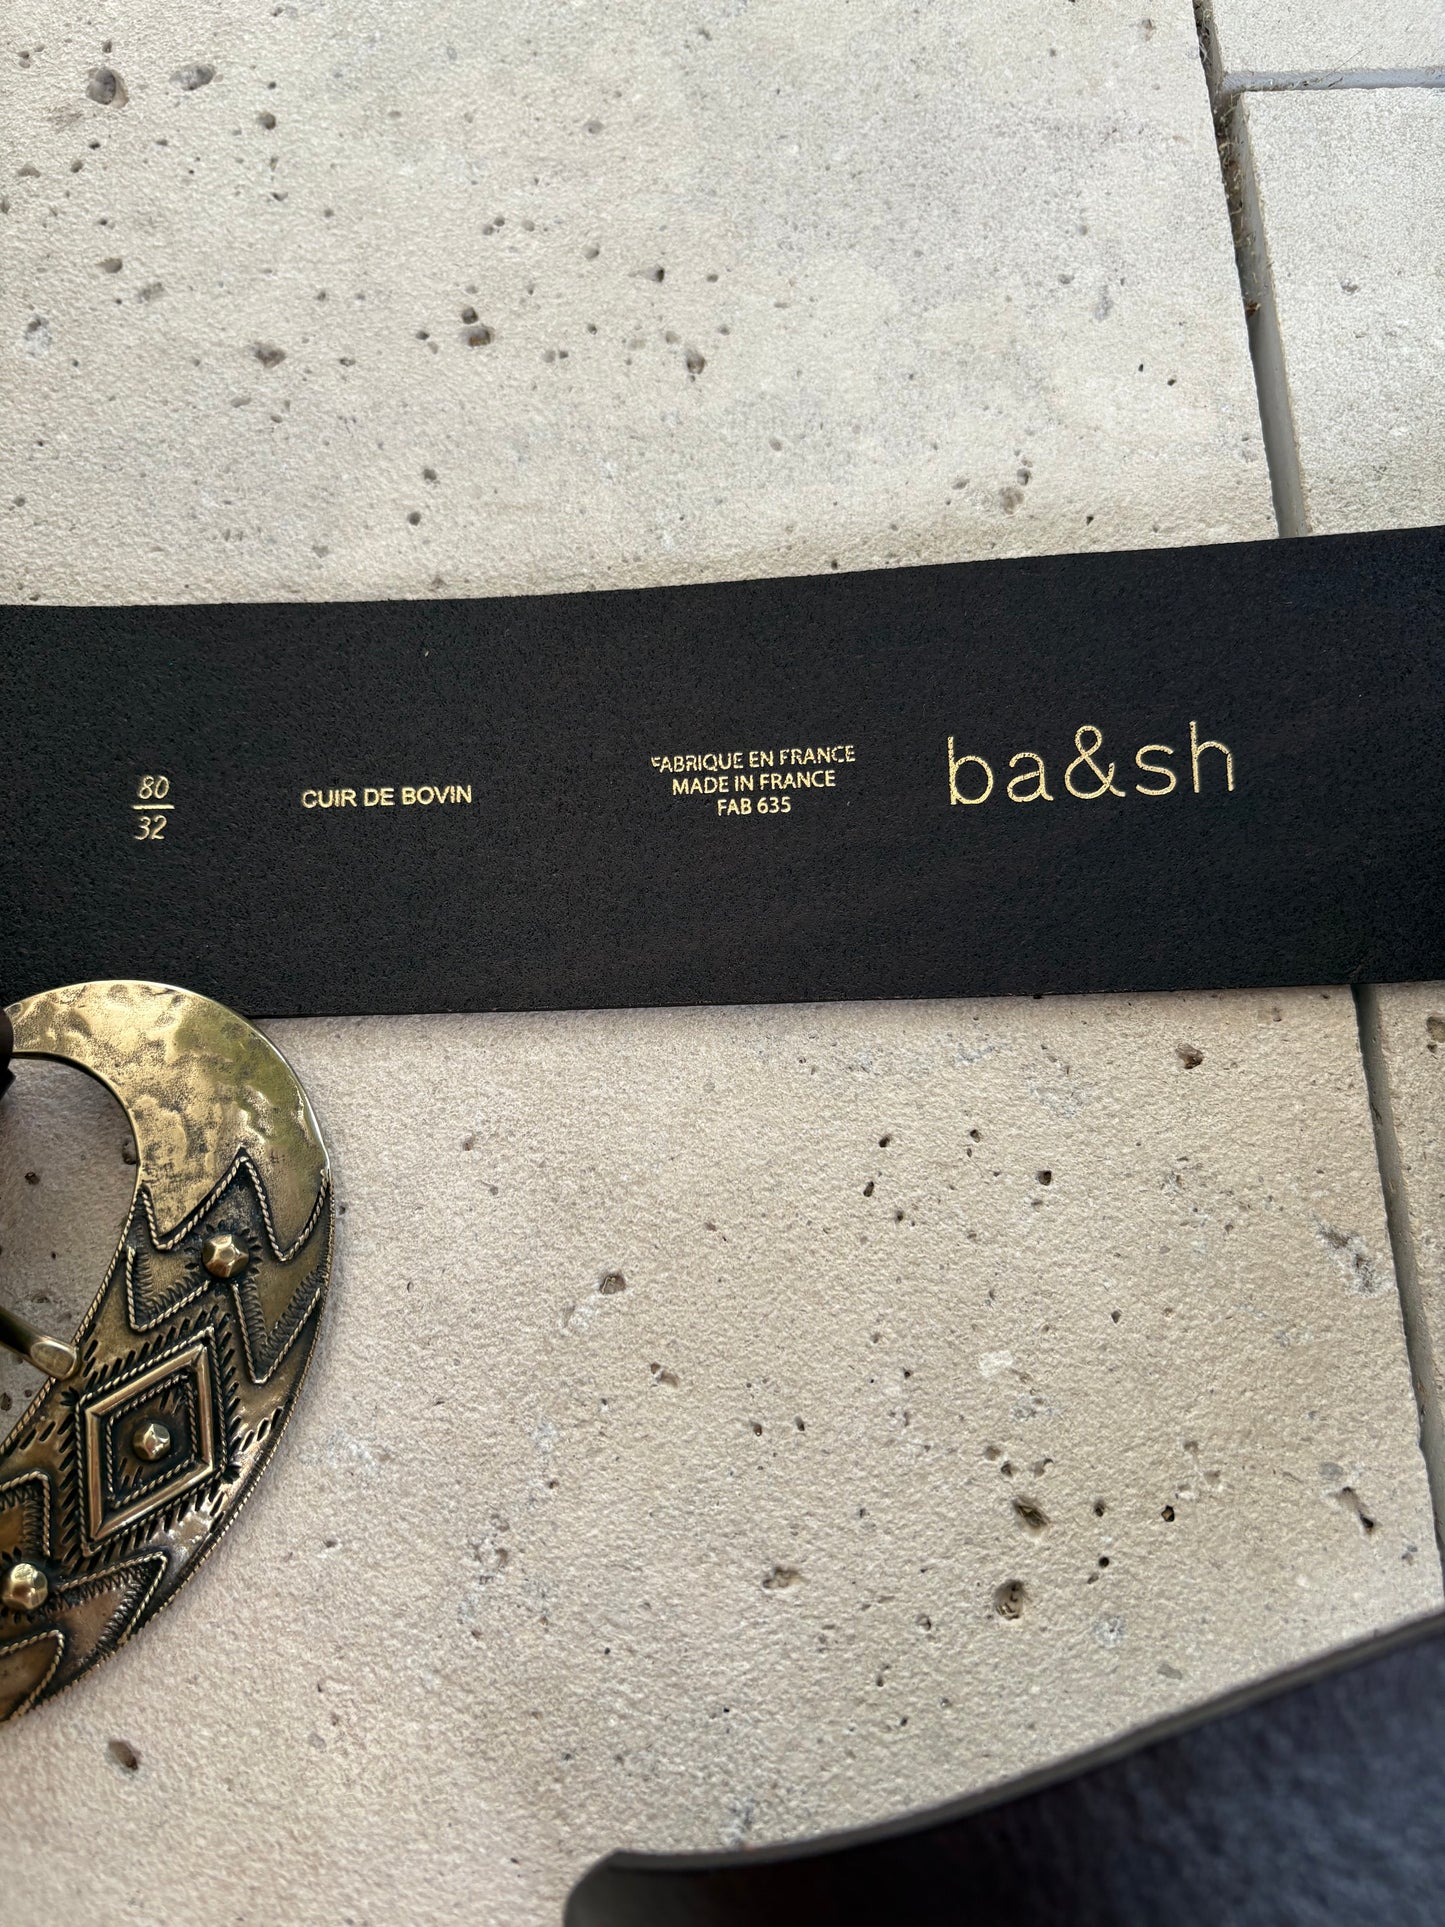 80
32
CUIR DE BOVIN
FABRIQUE EN FRANCE
MADE IN FRANCE
FAB 635
ba&sh